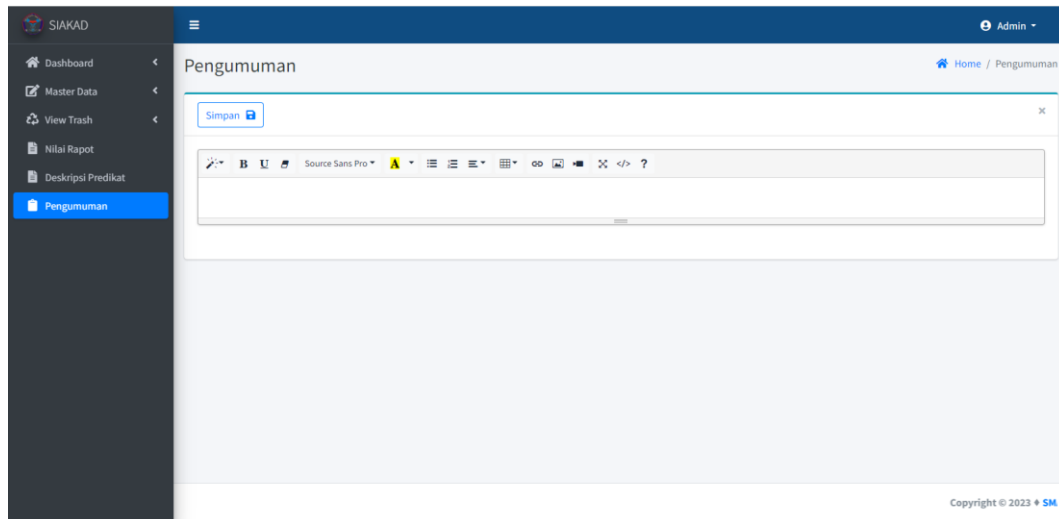 SIAKAD
Admin
Dashboard
Master Data
View Trash
Nilai Rapot
Deskripsi Predikat
Pengumuman
Pengumuman
Home / Pengumuman
Simpan
×
B U Source Sans Pro A </> ?
Copyright © 2023 ♦ SM